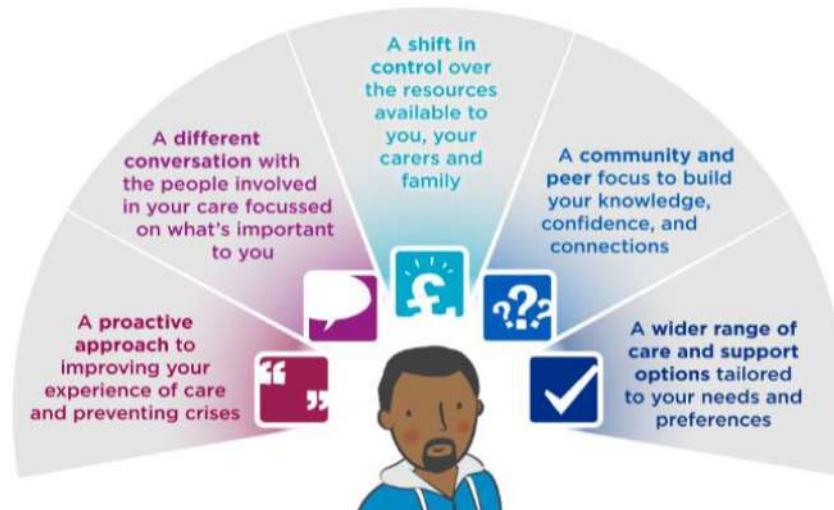 A proactive
approach to
improving your
experience of care
and preventing crises
A different
conversation with
the people involved
in your care focussed
on what's important
to you
A shift in
control over
the resources
available to
you, your
carers and
family
A community and
peer focus to build
your knowledge,
confidence, and
connections
A wider range of
care and support
options tailored
to your needs and
preferences
“ ”
£
???